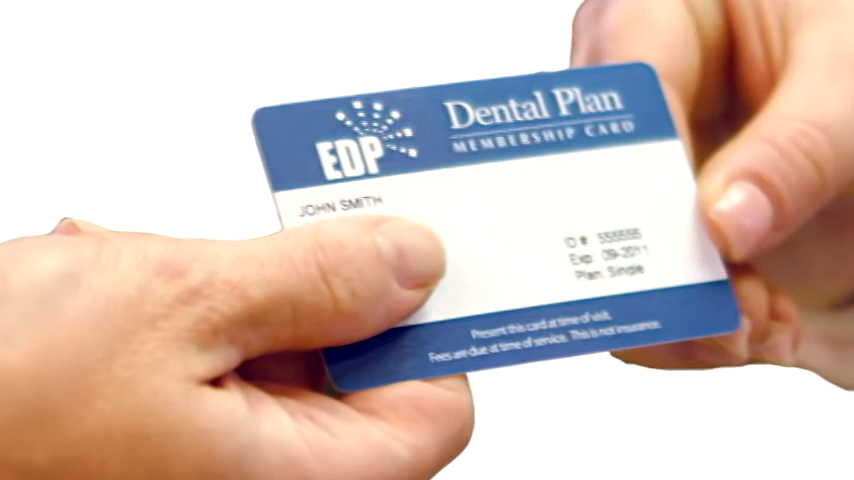 EDP
Dental Plan
MEMBERSHIP CARD
JOHN SMITH
ID #: 555555
Exp: 09-2011
Plan: Single
Present this card at time of visit.
Fees are due at time of service. This is not insurance.